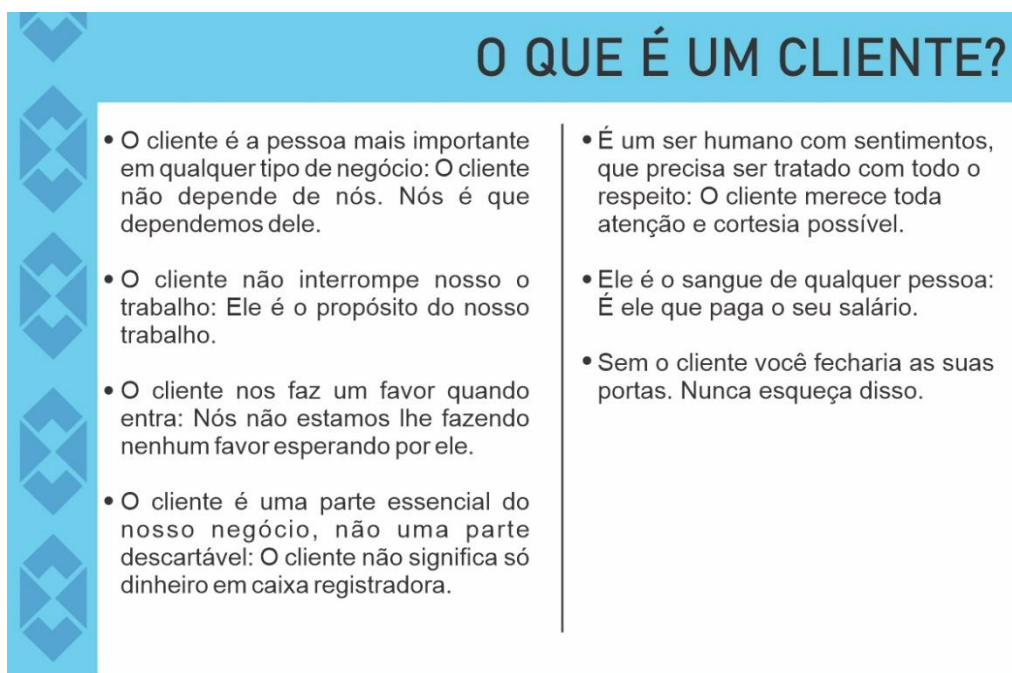 O QUE É UM CLIENTE?
• O cliente é a pessoa mais importante
em qualquer tipo de negócio: O cliente
não depende de nós. Nós é que
dependemos dele.
• O cliente não interrompe nosso o
trabalho: Ele é o propósito do nosso
trabalho.
• O cliente nos faz um favor quando
entra: Nós não estamos lhe fazendo
nenhum favor esperando por ele.
• O cliente é uma parte essencial do
nosso negócio, não uma parte
descartável: O cliente não significa só
dinheiro em caixa registradora.
• É um ser humano com sentimentos,
que precisa ser tratado com todo o
respeito: O cliente merece toda
atenção e cortesia possível.
• Ele é o sangue de qualquer pessoa:
É ele que paga o seu salário.
• Sem o cliente você fecharia as suas
portas. Nunca esqueça disso.